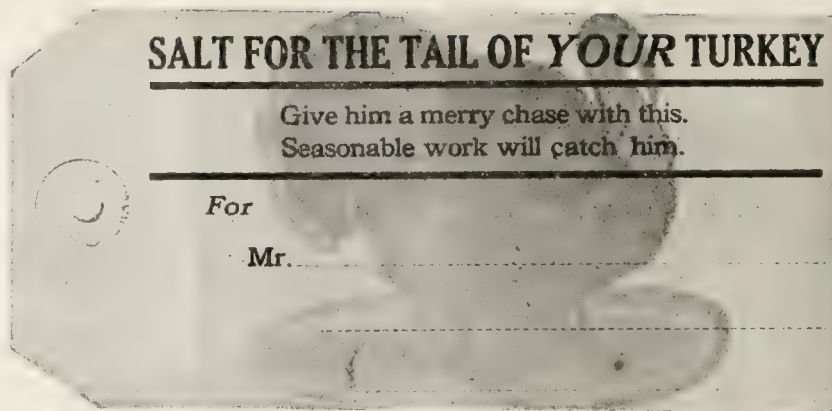 SALT FOR THE TAIL OF YOUR TURKEY
Give him a merry chase with this.
Seasonable work will catch him.
For
Mr.